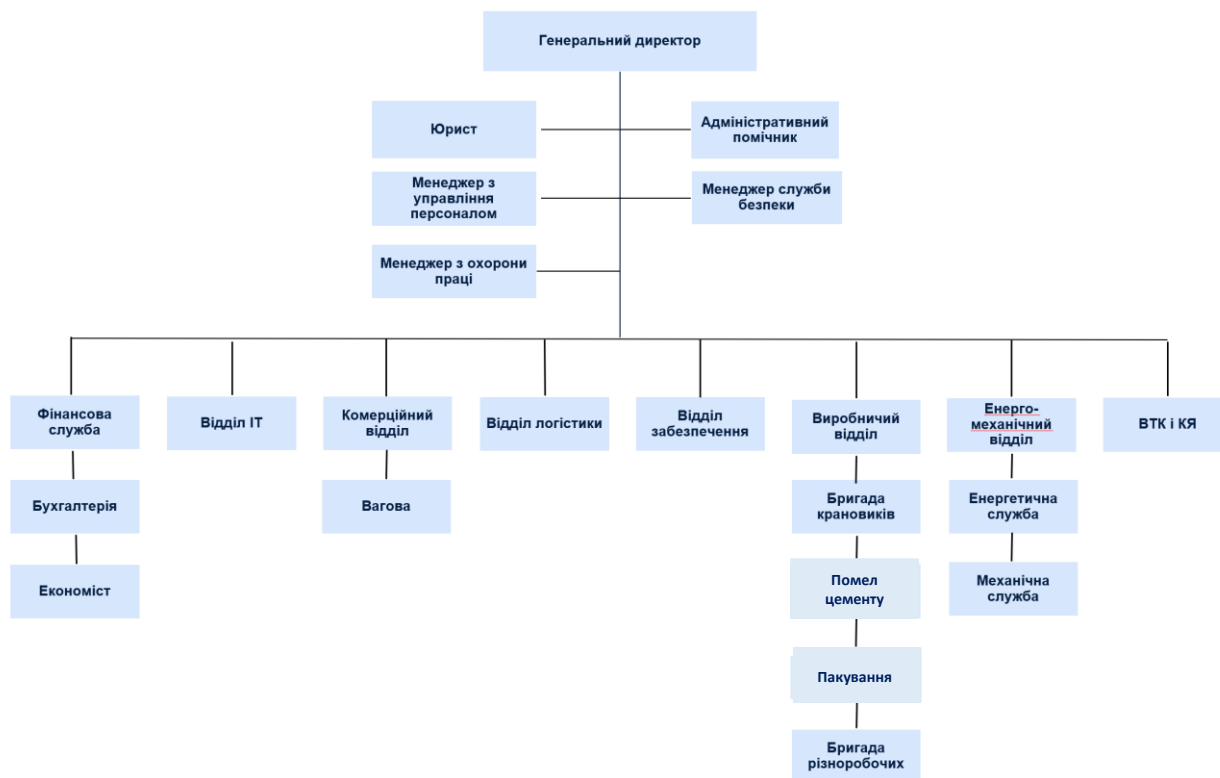 Генеральний директор
Юрист
Адміністративний
помічник
Менеджер з
управління
персоналом
Менеджер служби
безпеки
Менеджер з охорони
праці
Фінансова
служба
Відділ ІТ
Комерційний
відділ
Відділ логістики
Відділ
забезпечення
Виробничий
відділ
Енерго-
механічний
відділ
ВТК і КЯ
Бухгалтерія
Вагова
Бригада
крановиків
Енергетична
служба
Економіст
Помел
цементу
Механічна
служба
Пакування
Бригада
різноробочих